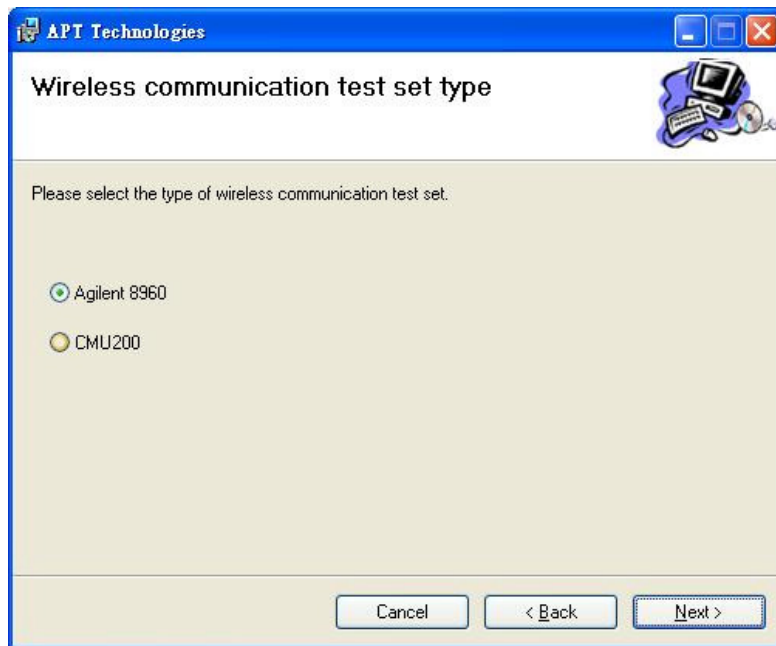 APT Technologies
Wireless communication test set type
Please select the type of wireless communication test set.
Agilent 8960
CMU200
Cancel
< Back
Next >